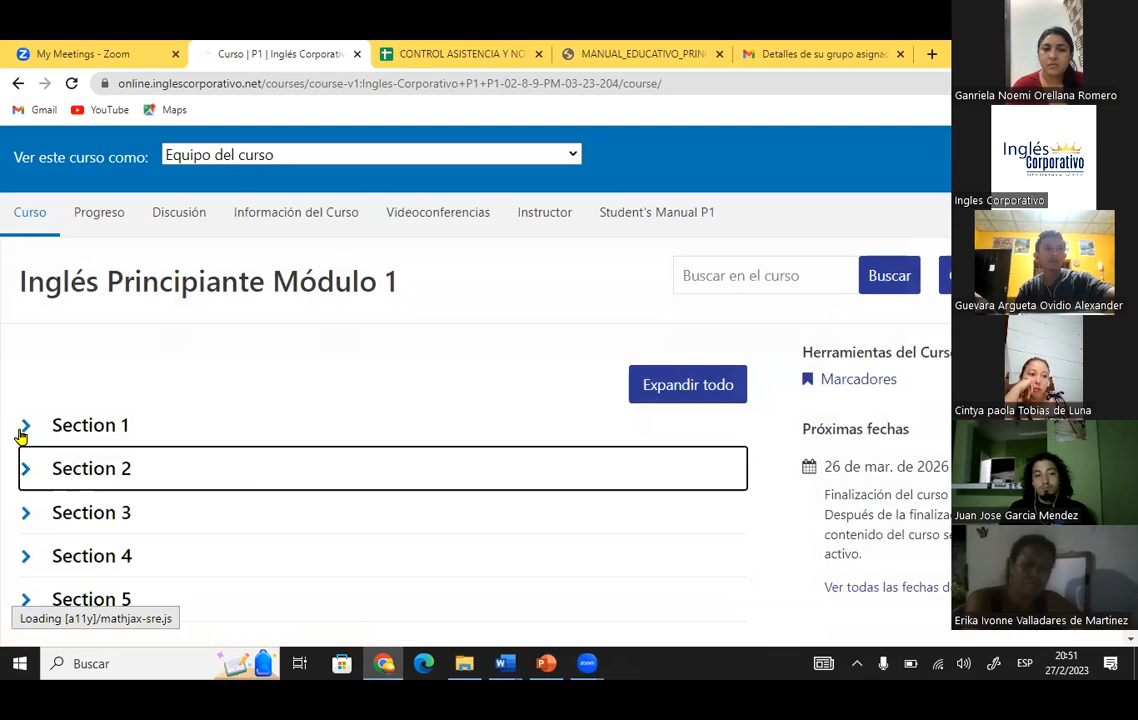 My Meetings - Zoom
Curso | P1 | Inglés Corporativ
CONTROL ASISTENCIA Y NO
MANUAL_EDUCATIVO_PRIN
Detalles de su grupo asignad
online.inglescorporativo.net/courses/course-v1:Ingles-Corporativo+P1+P1-02-8-9-PM-03-23-204/course/
Gmail
YouTube
Maps
Ver este curso como:
Equipo del curso
Curso
Progreso
Discusión
Información del Curso
Videoconferencias
Instructor
Student's Manual P1
Inglés Principiante Módulo 1
Buscar en el curso
Buscar
Expandir todo
Section 1
Section 2
Section 3
Section 4
Section 5
Loading [a11y]/mathjax-sre.js
Herramientas del Curs
Marcadores
Próximas fechas
26 de mar. de 2026
Finalización del curso
Después de la finaliza
contenido del curso se
activo.
Ver todas las fechas d
Ganriela Noemi Orellana Romero
Inglés
Corporativo
Ingles Corporativo
Guevara Argueta Ovidio Alexander
Cintya paola Tobias de Luna
Juan Jose Garcia Mendez
Erika Ivonne Valladares de Martinez
Buscar
zoom
ESP
20:51
27/2/2023